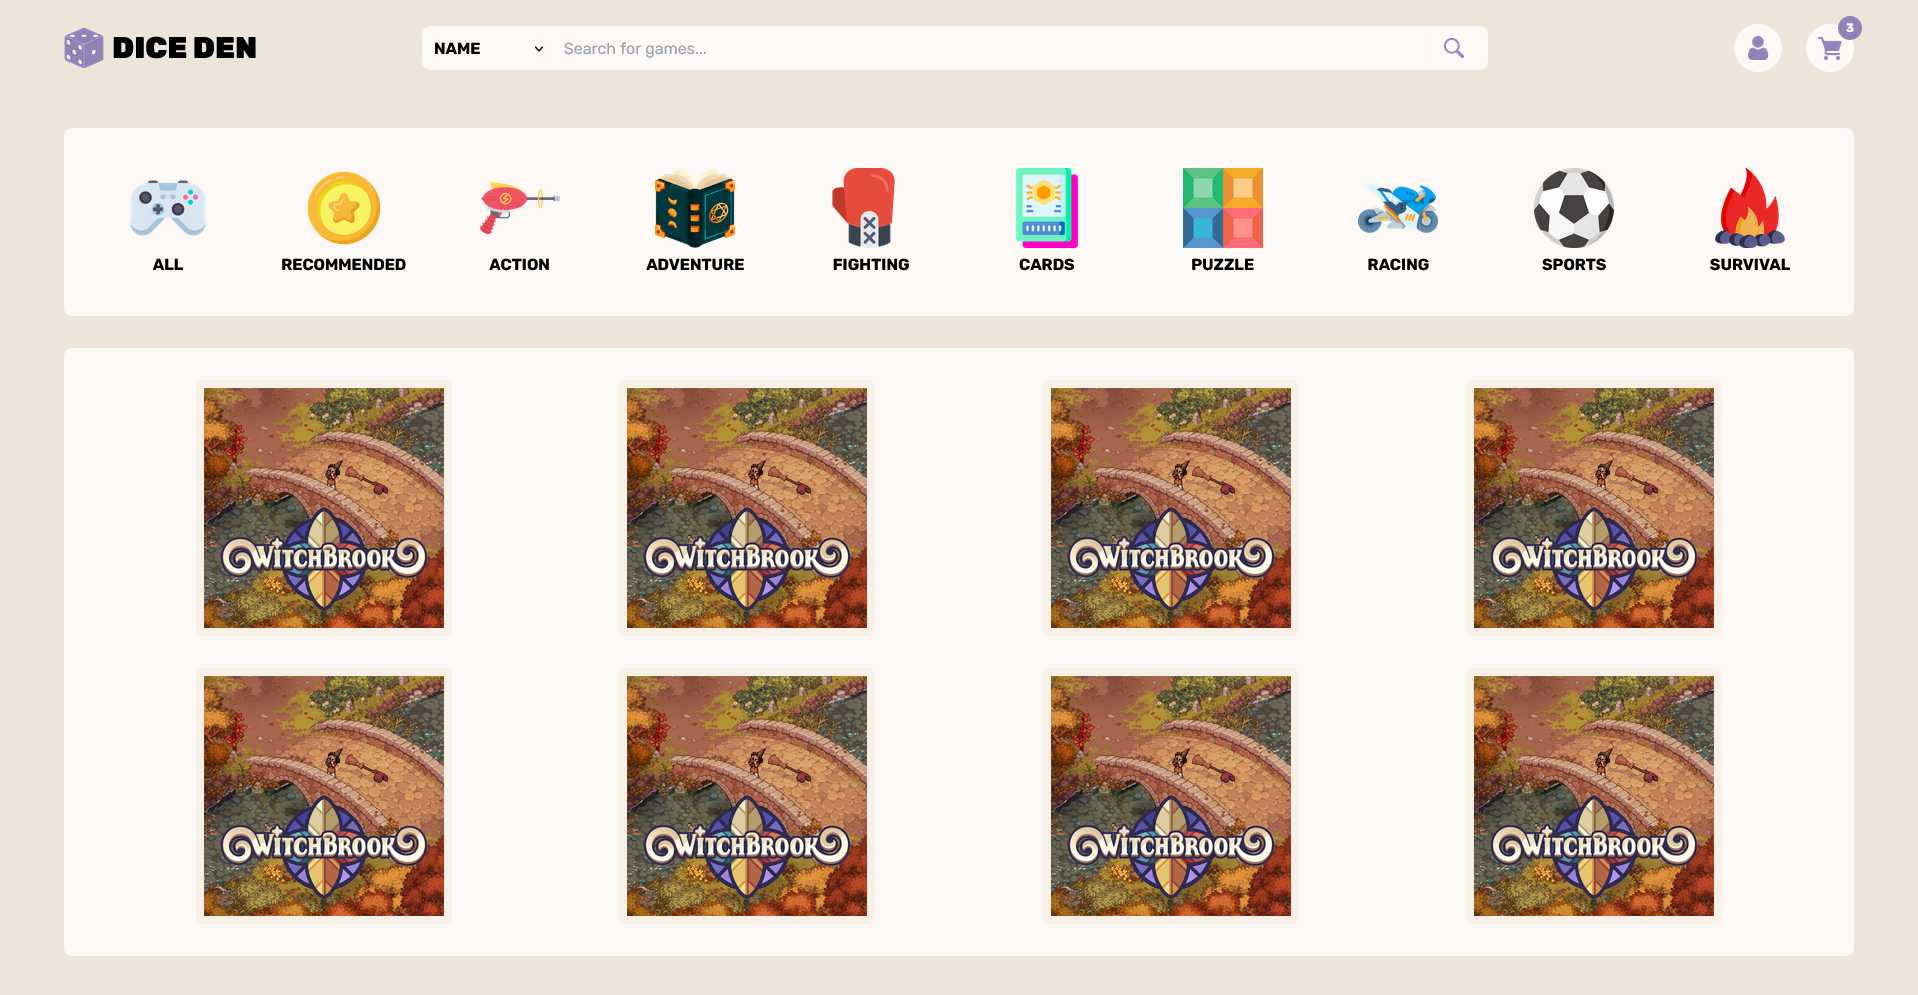 DICE DEN
NAME
Search for games...
3
ALL
RECOMMENDED
ACTION
ADVENTURE
FIGHTING
CARDS
PUZZLE
RACING
SPORTS
SURVIVAL
WITCHBROOK
WITCHBROOK
WITCHBROOK
WITCHBROOK
WITCHBROOK
WITCHBROOK
WITCHBROOK
WITCHBROOK